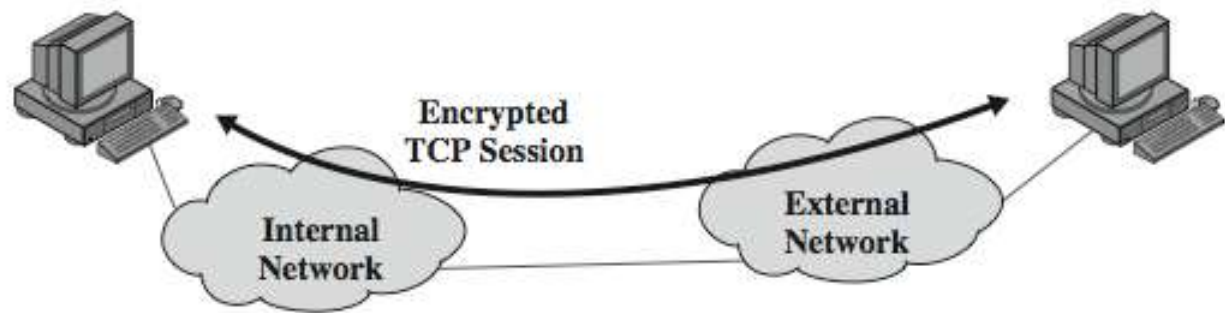 Encrypted
TCP Session
Internal
Network
External
Network